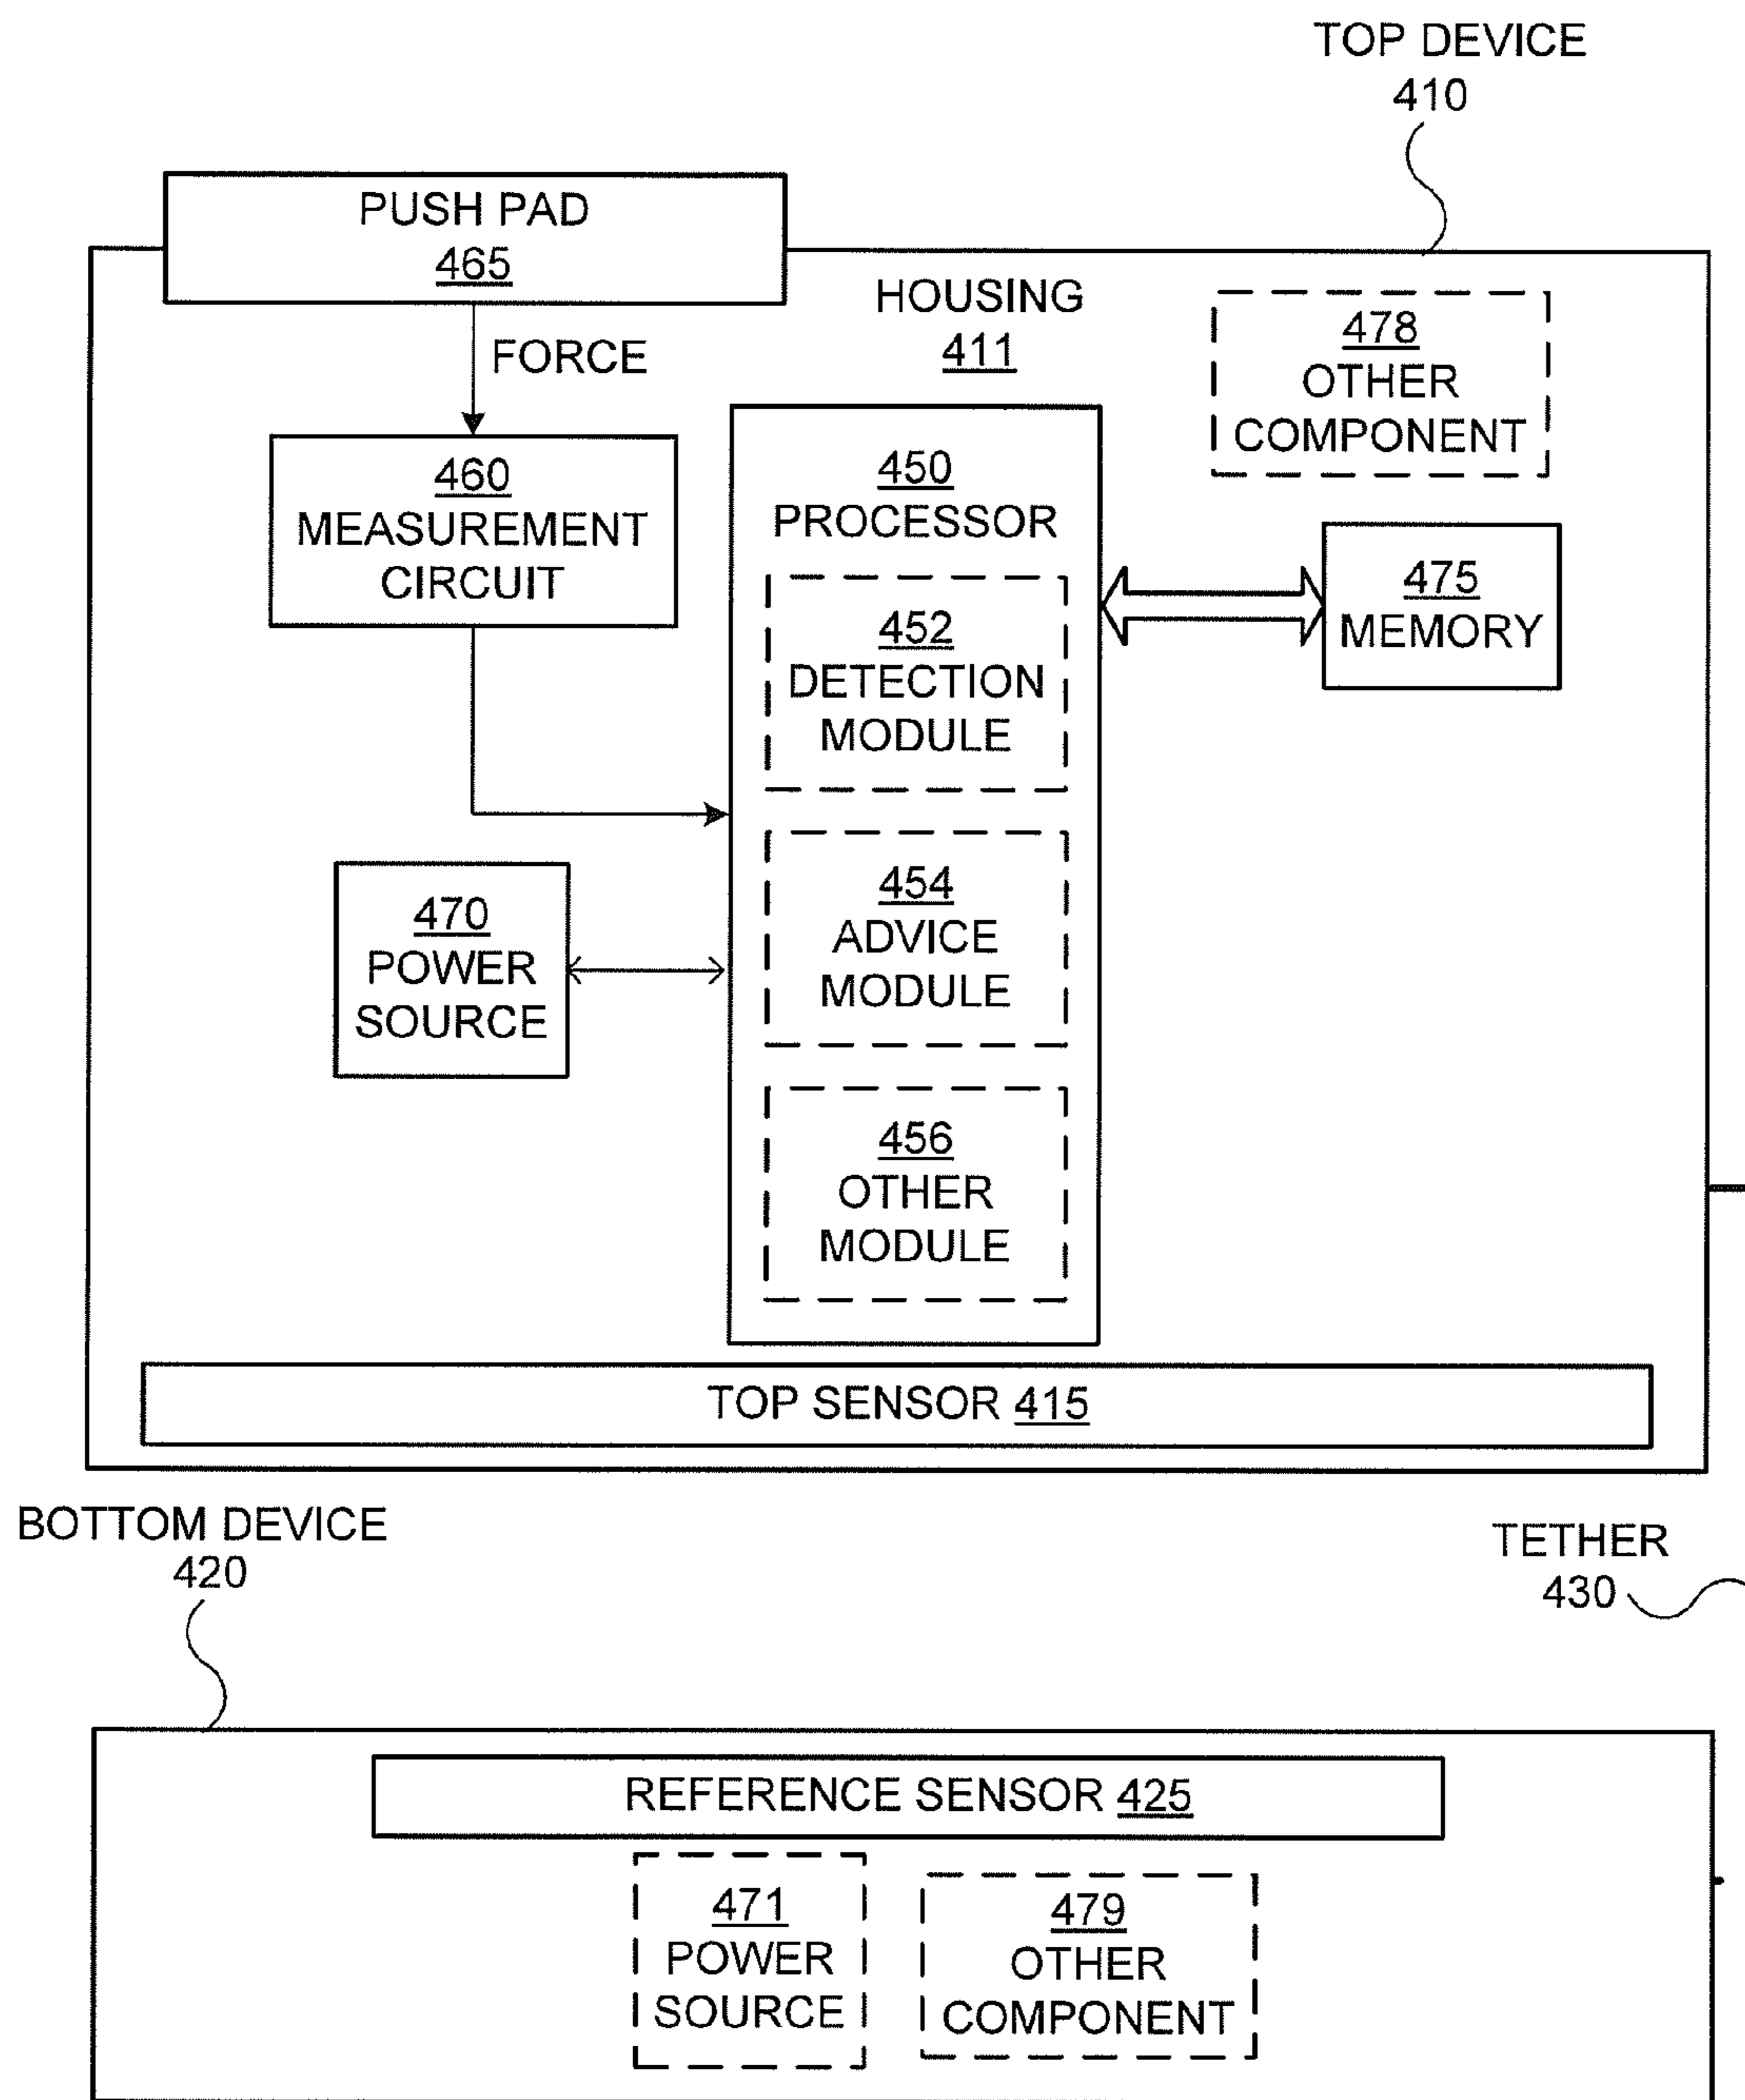 TOP DEVICE
410
PUSH PAD
465
HOUSING
411
478
OTHER
COMPONENT
FORCE
460
MEASUREMENT
CIRCUIT
450
PROCESSOR
475
MEMORY
452
DETECTION
MODULE
454
ADVICE
MODULE
470
POWER
SOURCE
456
OTHER
MODULE
TOP SENSOR 415
BOTTOM DEVICE
420
TETHER
430
REFERENCE SENSOR 425
471
POWER
SOURCE
479
OTHER
COMPONENT